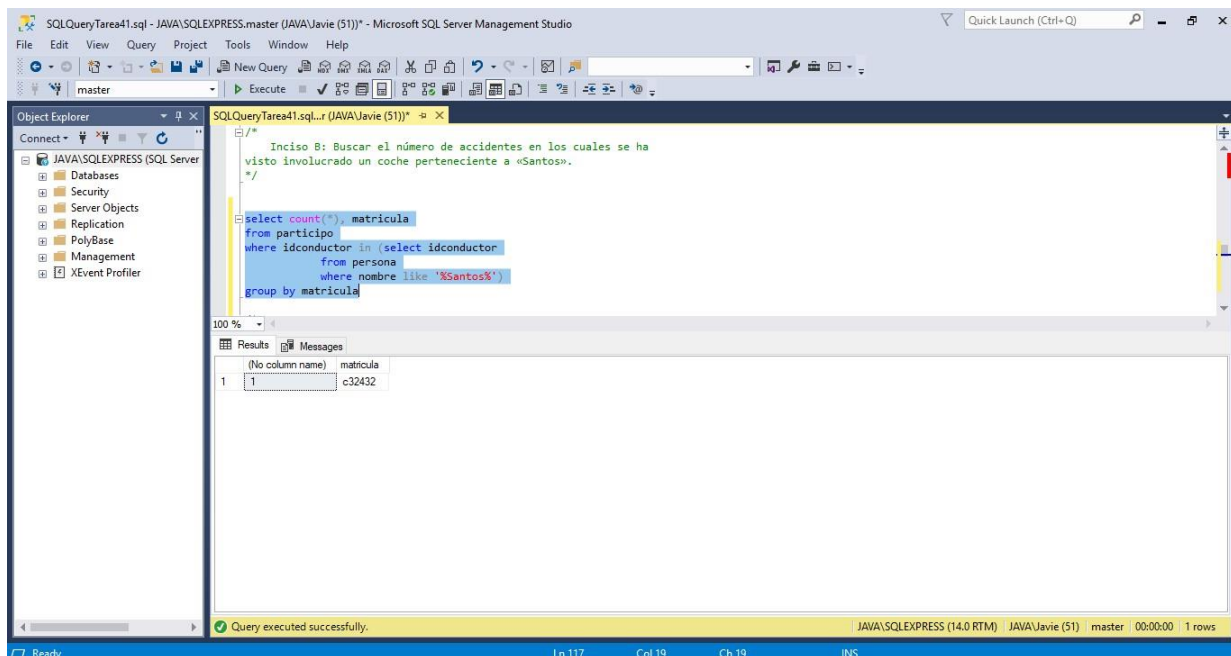 SQLQueryTarea41.sql - JAVA\SQLEXPRESS.master (JAVA\Javie (51))* - Microsoft SQL Server Management Studio
Quick Launch (Ctrl+Q)
File Edit View Query Project Tools Window Help
New Query
master
Execute
Object Explorer
SQLQueryTarea41.sql...r (JAVA\Javie (51))*
Connect
JAVA\SQLEXPRESS (SQL Server
Databases
Security
Server Objects
Replication
PolyBase
Management
XEvent Profiler
/*
Inciso B: Buscar el número de accidentes en los cuales se ha
visto involucrado un coche perteneciente a «Santos».
*/
select count(*), matricula
from participo
where idconductor in (select idconductor
from persona
where nombre like '%Santos%')
group by matricula
100 %
Results Messages
(No column name) matricula
1 1 c32432
Query executed successfully.
JAVA\SQLEXPRESS (14.0 RTM) JAVA\Javie (51) master 00:00:00 1 rows
Ready Ln 117 Col 19 Ch 19 INS